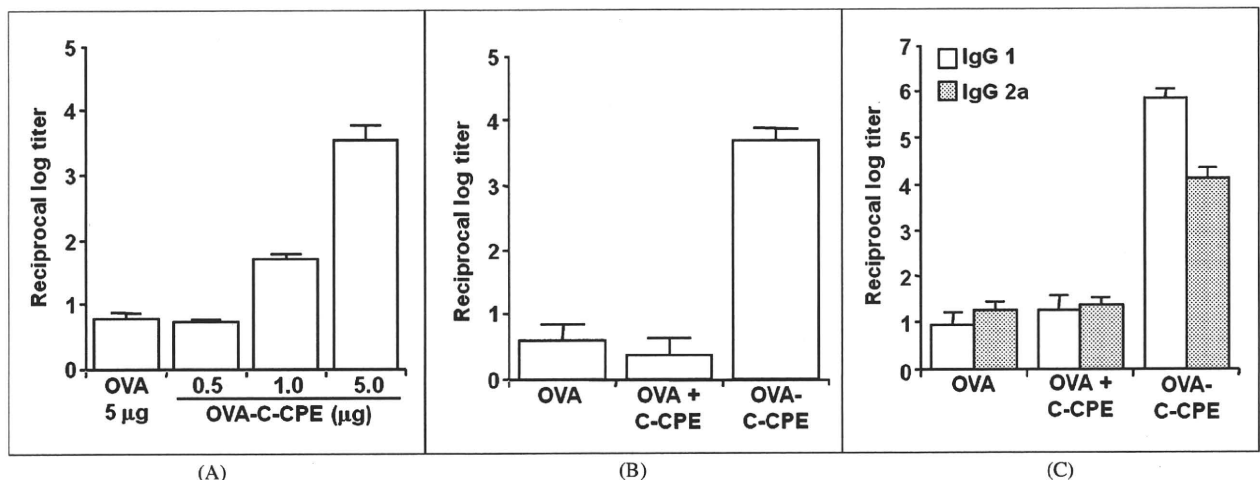 5
4
3
2
1
0
Reciprocal log titer
OVA 0.5 1.0 5.0
5 μg OVA-C-CPE (μg)
(A)
5
4
3
2
1
0
Reciprocal log titer
OVA OVA + OVA-
C-CPE C-CPE
(B)
7
6
5
4
3
2
1
0
Reciprocal log titer
IgG 1
IgG 2a
OVA OVA + OVA-
C-CPE C-CPE
(C)